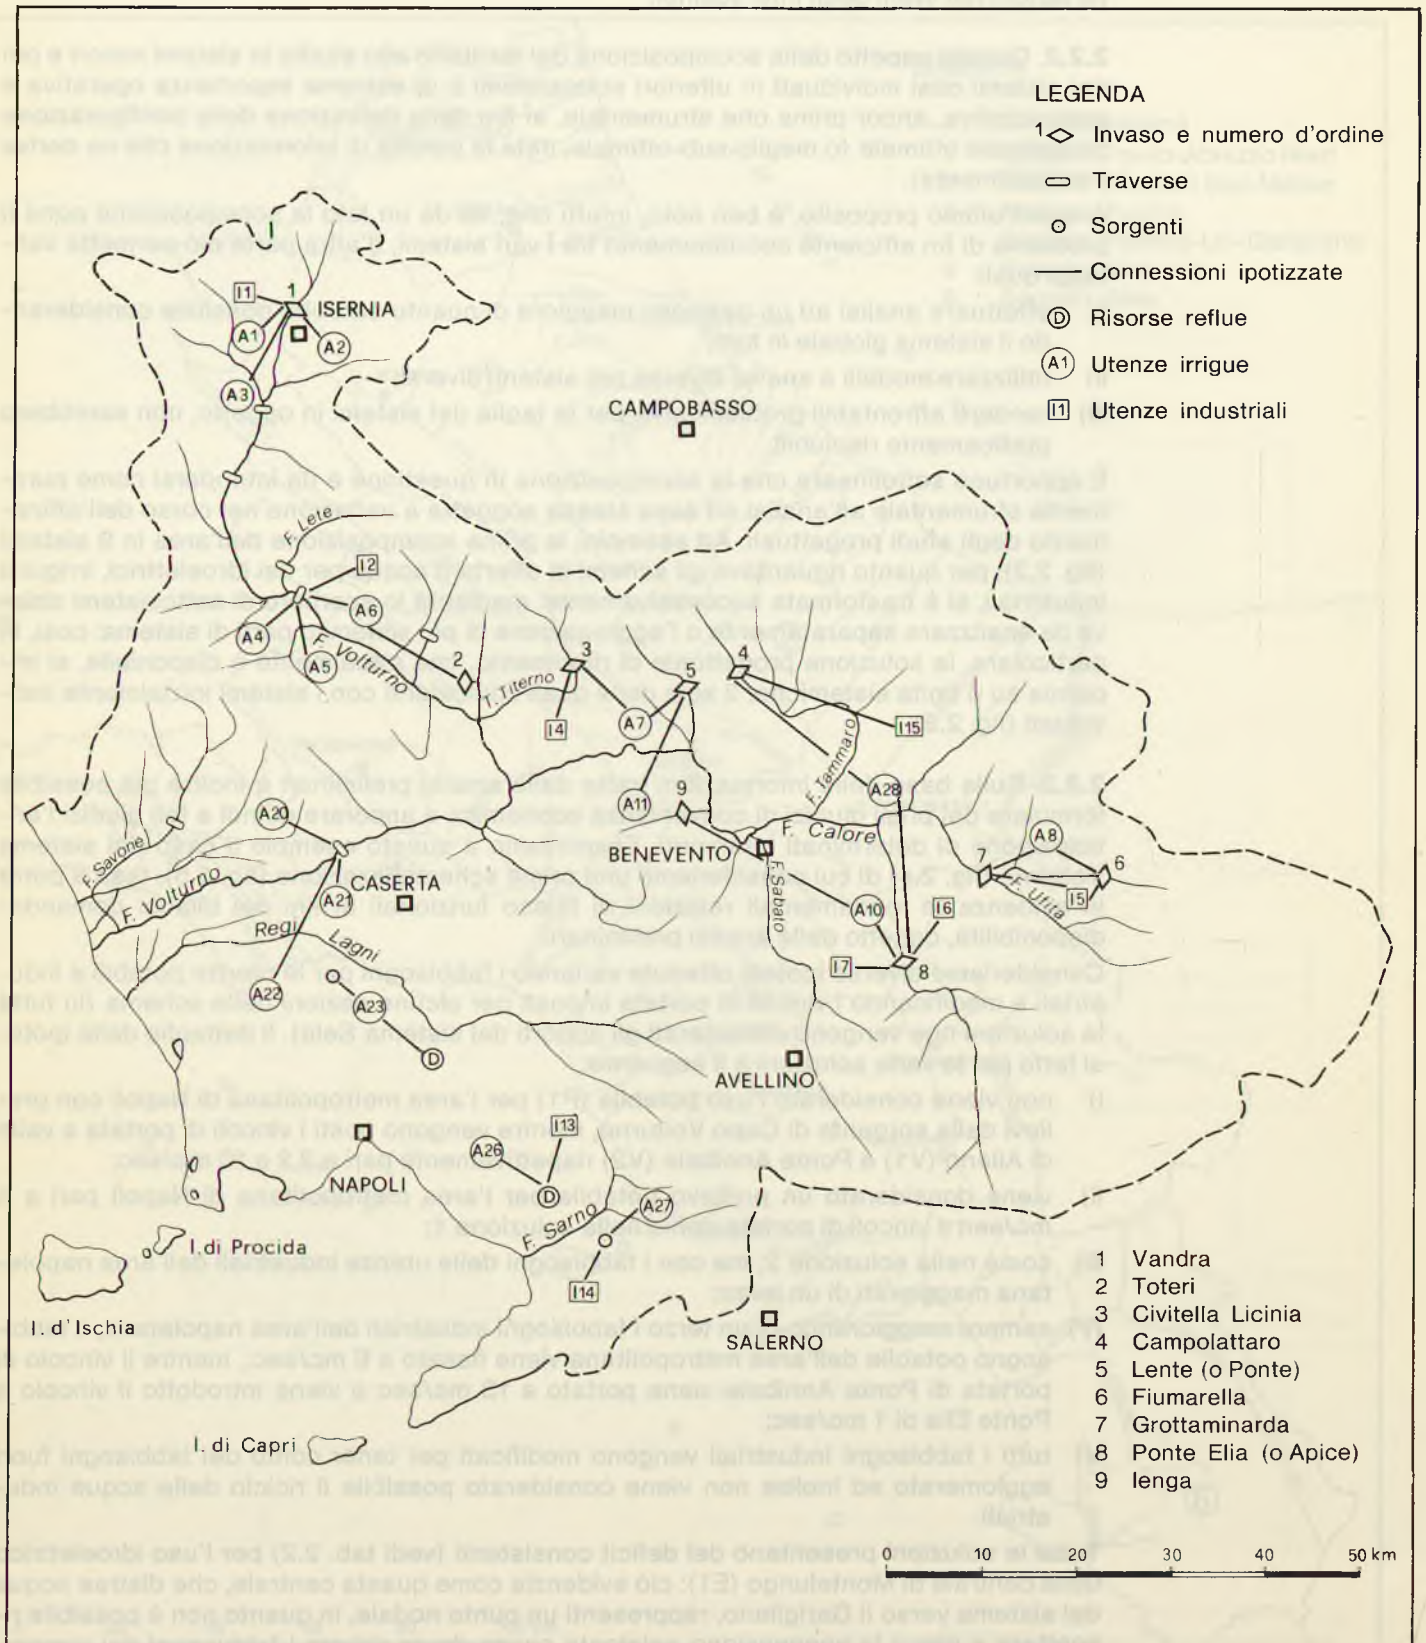 LEGENDA
1 Invaso e numero d'ordine
Traverse
Sorgenti
Connessioni ipotizzate
D Risorse reflue
A1 Utenze irrigue
I1 Utenze industriali
I1
1
ISERNIA
A1
A2
A3
CAMPOBASSO
F. Lete
I2
A6
A4
A5
F. Volturno
2
T. Titerno
3
I4
A7
5
4
I15
F. Tammaro
A28
A11
9
BENEVENTO
F. Calore
A8
7
6
F. Ufita
I5
F. Sabato
A10
I6
I7
8
A20
F. Savone
F. Volturno
CASERTA
A21
Regi Lagni
A22
A23
D
AVELLINO
NAPOLI
A26
I13
D
A27
F. Sarno
I14
I. di Procida
I. d'Ischia
I. di Capri
SALERNO
1 Vandra
2 Toteri
3 Civitella Licinia
4 Campolattaro
5 Lente (o Ponte)
6 Fiumarella
7 Grottaminarda
8 Ponte Elia (o Apice)
9 Ienga
0 10 20 30 40 50 km